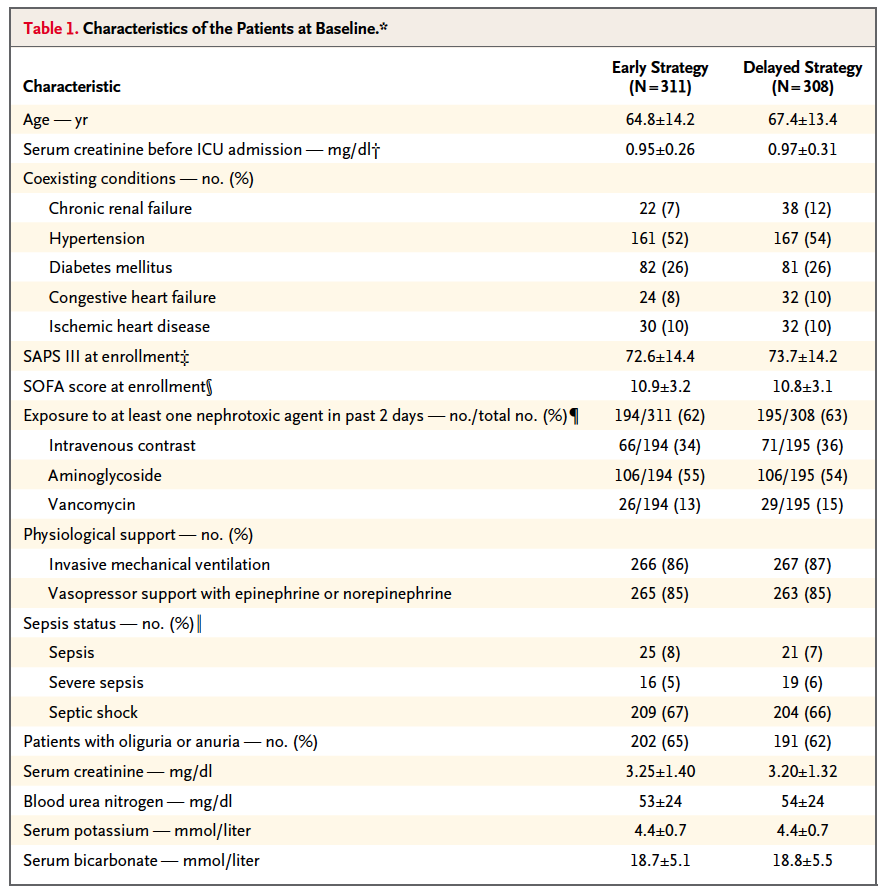 Table 1. Characteristics of the Patients at Baseline.*
Characteristic Early Strategy (N=311) Delayed Strategy (N=308)
Age — yr 64.8±14.2 67.4±13.4
Serum creatinine before ICU admission — mg/dl† 0.95±0.26 0.97±0.31
Coexisting conditions — no. (%)
Chronic renal failure 22 (7) 38 (12)
Hypertension 161 (52) 167 (54)
Diabetes mellitus 82 (26) 81 (26)
Congestive heart failure 24 (8) 32 (10)
Ischemic heart disease 30 (10) 32 (10)
SAPS III at enrollment‡ 72.6±14.4 73.7±14.2
SOFA score at enrollment§ 10.9±3.2 10.8±3.1
Exposure to at least one nephrotoxic agent in past 2 days — no./total no. (%)¶ 194/311 (62) 195/308 (63)
Intravenous contrast 66/194 (34) 71/195 (36)
Aminoglycoside 106/194 (55) 106/195 (54)
Vancomycin 26/194 (13) 29/195 (15)
Physiological support — no. (%)
Invasive mechanical ventilation 266 (86) 267 (87)
Vasopressor support with epinephrine or norepinephrine 265 (85) 263 (85)
Sepsis status — no. (%)‖
Sepsis 25 (8) 21 (7)
Severe sepsis 16 (5) 19 (6)
Septic shock 209 (67) 204 (66)
Patients with oliguria or anuria — no. (%) 202 (65) 191 (62)
Serum creatinine — mg/dl 3.25±1.40 3.20±1.32
Blood urea nitrogen — mg/dl 53±24 54±24
Serum potassium — mmol/liter 4.4±0.7 4.4±0.7
Serum bicarbonate — mmol/liter 18.7±5.1 18.8±5.5